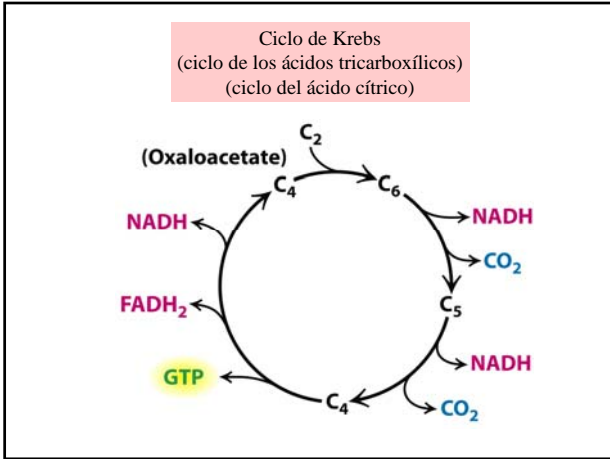 Ciclo de Krebs
(ciclo de los ácidos tricarboxílicos)
(ciclo del ácido cítrico)
C₂
(Oxaloacetate)
C₄
C₆
NADH
NADH
CO₂
FADH₂
C₅
NADH
GTP
C₄
CO₂